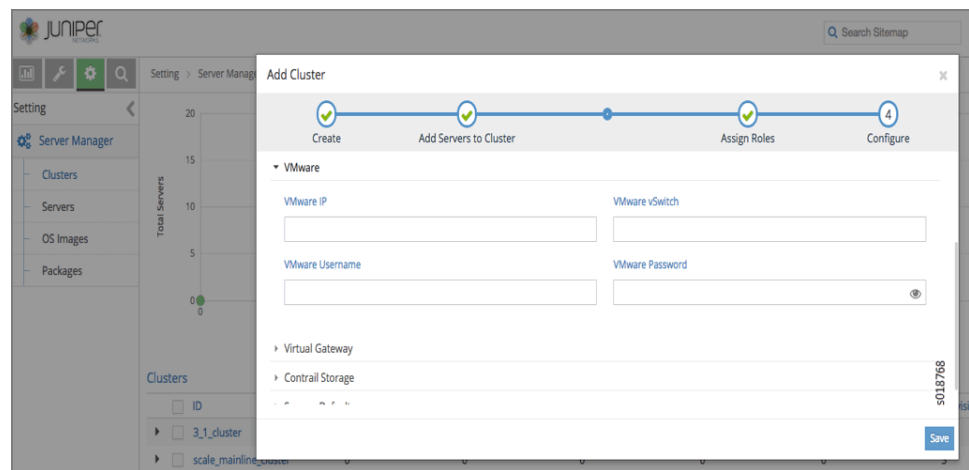 JUNIPER
NETWORKS
Search Sitemap
Setting > Server Manage
Add Cluster
×
Setting
Server Manager
Clusters
Servers
OS Images
Packages
Total Servers
20
15
10
5
0
0
Create
Add Servers to Cluster
Assign Roles
4
Configure
VMware
VMware IP
VMware vSwitch
VMware Username
VMware Password
Virtual Gateway
Contrail Storage
s018768
Save
Clusters
ID
3_1_cluster
scale_mainline_cluster